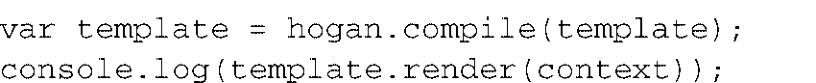 var template = hogan.compile(template);
console.log(template.render(context));